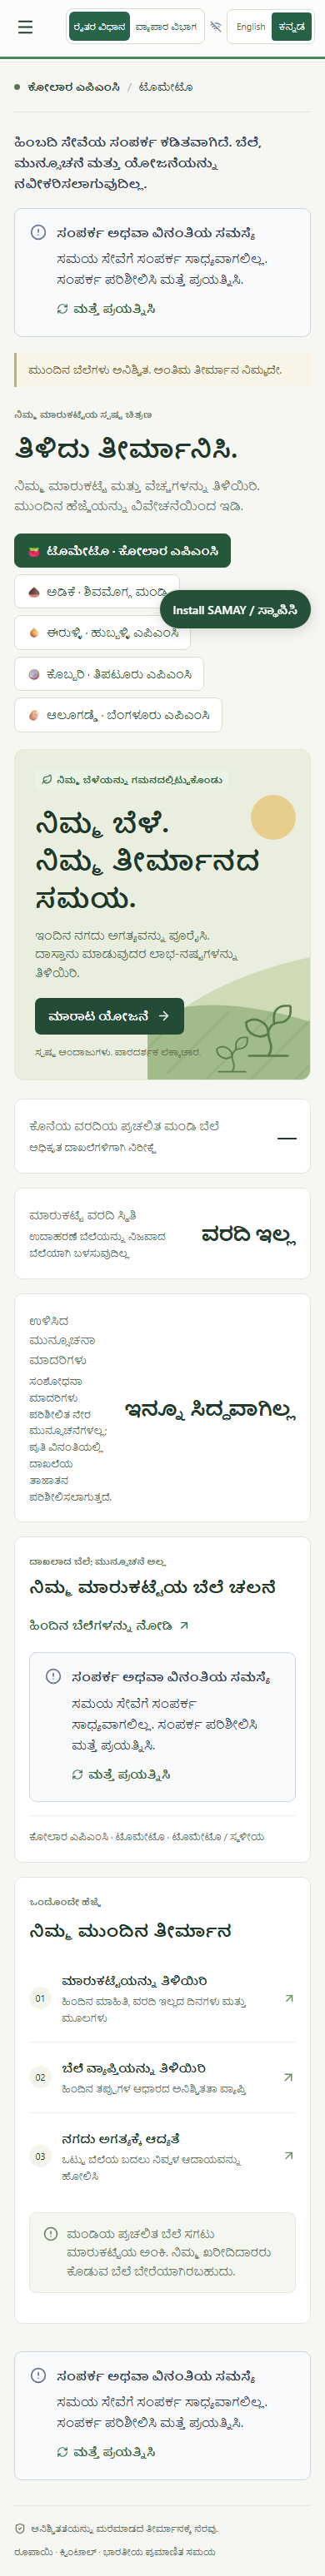 ರೈತರ ವಿಧಾನ ವ್ಯಾಪಾರ ವಿಭಾಗ English ಕನ್ನಡ
ಕೋಲಾರ ಎಪಿಎಂಸಿ / ಟೊಮೇಟೊ
ಹಿಂಬದಿ ಸೇವೆಯ ಸಂಪರ್ಕ ಕಡಿತವಾಗಿದೆ. ಬೆಲೆ,
ಮುನ್ಸೂಚನೆ ಮತ್ತು ಯೋಜನೆಯನ್ನು
ನವೀಕರಿಸಲಾಗುವುದಿಲ್ಲ.
ಸಂಪರ್ಕ ಅಥವಾ ವಿನಂತಿಯ ಸಮಸ್ಯೆ
ಸಮಯ ಸೇವೆಗೆ ಸಂಪರ್ಕ ಸಾಧ್ಯವಾಗಲಿಲ್ಲ.
ಸಂಪರ್ಕ ಪರಿಶೀಲಿಸಿ ಮತ್ತೆ ಪ್ರಯತ್ನಿಸಿ.
ಮತ್ತೆ ಪ್ರಯತ್ನಿಸಿ
ಮುಂದಿನ ಬೆಲೆಗಳು ಅನಿಶ್ಚಿತ. ಅಂತಿಮ ತೀರ್ಮಾನ ನಿಮ್ಮದೇ.
ನಿಮ್ಮ ಮಾರುಕಟ್ಟೆಯ ಸ್ಪಷ್ಟ ಚಿತ್ರಣ
ತಿಳಿದು ತೀರ್ಮಾನಿಸಿ.
ನಿಮ್ಮ ಮಾರುಕಟ್ಟೆ ಮತ್ತು ವೆಚ್ಚಗಳನ್ನು ತಿಳಿಯಿರಿ.
ಮುಂದಿನ ಹೆಜ್ಜೆಯನ್ನು ವಿವೇಚನೆಯಿಂದ ಇಡಿ.
ಟೊಮೇಟೊ · ಕೋಲಾರ ಎಪಿಎಂಸಿ
ಅಡಿಕೆ · ಶಿವಮೊಗ್ಗ ಮಂಡಿ
Install SAMAY / ಸ್ಥಾಪಿಸಿ
ಈರುಳ್ಳಿ · ಹುಬ್ಬಳ್ಳಿ ಎಪಿಎಂಸಿ
ಕೊಬ್ಬರಿ · ತಿಪಟೂರು ಎಪಿಎಂಸಿ
ಆಲೂಗಡ್ಡೆ · ಬೆಂಗಳೂರು ಎಪಿಎಂಸಿ
ನಿಮ್ಮ ಬೆಳೆಯನ್ನು ಗಮನದಲ್ಲಿಟ್ಟುಕೊಂಡು
ನಿಮ್ಮ ಬೆಳೆ.
ನಿಮ್ಮ ತೀರ್ಮಾನದ
ಸಮಯ.
ಇಂದಿನ ನಗದು ಅಗತ್ಯವನ್ನು ಪೂರೈಸಿ.
ದಾಸ್ತಾನು ಮಾಡುವುದರ ಲಾಭ-ನಷ್ಟಗಳನ್ನು
ತಿಳಿಯಿರಿ.
ಮಾರಾಟ ಯೋಜನೆ
ಸ್ಪಷ್ಟ ಅಂದಾಜುಗಳು. ಪಾರದರ್ಶಕ ಲೆಕ್ಕಾಚಾರ.
ಕೊನೆಯ ವರದಿಯ ಪ್ರಚಲಿತ ಮಂಡಿ ಬೆಲೆ
ಅಧಿಕೃತ ದಾಖಲೆಗಳಿಗಾಗಿ ನಿರೀಕ್ಷೆ
—
ಮಾರುಕಟ್ಟೆ ವರದಿ ಸ್ಥಿತಿ
ಉದಾಹರಣೆ ಬೆಲೆಯನ್ನು ನಿಜವಾದ
ಬೆಲೆಯಾಗಿ ಬಳಸುವುದಿಲ್ಲ
ವರದಿ ಇಲ್ಲ
ಉಳಿಸಿದ
ಮುನ್ಸೂಚನಾ
ಮಾದರಿಗಳು
ಸಂಶೋಧನಾ
ಮಾದರಿಗಳು
ಪರಿಶೀಲಿತ ನೇರ
ಮುನ್ಸೂಚನೆಗಳಲ್ಲ;
ಪ್ರತಿ ವಿನಂತಿಯಲ್ಲಿ
ದಾಖಲೆಯ
ತಾಜಾತನ
ಪರಿಶೀಲಿಸಲಾಗುತ್ತದೆ.
ಇನ್ನೂ ಸಿದ್ಧವಾಗಿಲ್ಲ
ದಾಖಲಾದ ಬೆಲೆ; ಮುನ್ಸೂಚನೆ ಅಲ್ಲ
ನಿಮ್ಮ ಮಾರುಕಟ್ಟೆಯ ಬೆಲೆ ಚಲನೆ
ಹಿಂದಿನ ಬೆಲೆಗಳನ್ನು ನೋಡಿ
ಸಂಪರ್ಕ ಅಥವಾ ವಿನಂತಿಯ ಸಮಸ್ಯೆ
ಸಮಯ ಸೇವೆಗೆ ಸಂಪರ್ಕ
ಸಾಧ್ಯವಾಗಲಿಲ್ಲ. ಸಂಪರ್ಕ ಪರಿಶೀಲಿಸಿ
ಮತ್ತೆ ಪ್ರಯತ್ನಿಸಿ.
ಮತ್ತೆ ಪ್ರಯತ್ನಿಸಿ
ಕೋಲಾರ ಎಪಿಎಂಸಿ · ಟೊಮೇಟೊ · ಟೊಮೇಟೊ / ಸ್ಥಳೀಯ
ಒಂದೊಂದೇ ಹೆಜ್ಜೆ
ನಿಮ್ಮ ಮುಂದಿನ ತೀರ್ಮಾನ
01 ಮಾರುಕಟ್ಟೆಯನ್ನು ತಿಳಿಯಿರಿ
ಹಿಂದಿನ ಮಾಹಿತಿ, ವರದಿ ಇಲ್ಲದ ದಿನಗಳು ಮತ್ತು
ಮೂಲಗಳು
02 ಬೆಲೆ ವ್ಯಾಪ್ತಿಯನ್ನು ತಿಳಿಯಿರಿ
ಹಿಂದಿನ ತಪ್ಪುಗಳ ಆಧಾರದ ಅನಿಶ್ಚಿತತಾ ವ್ಯಾಪ್ತಿ
03 ನಗದು ಅಗತ್ಯಕ್ಕೆ ಆದ್ಯತೆ
ಒಟ್ಟು ಬೆಲೆಯ ಬದಲು ನಿವ್ವಳ ಆದಾಯವನ್ನು
ಹೋಲಿಸಿ
ಮಂಡಿಯ ಪ್ರಚಲಿತ ಬೆಲೆ ಸಗಟು
ಮಾರುಕಟ್ಟೆಯ ಅಂಕಿ. ನಿಮ್ಮ ಖರೀದಿದಾರರು
ಕೊಡುವ ಬೆಲೆ ಬೇರೆಯಾಗಿರಬಹುದು.
ಸಂಪರ್ಕ ಅಥವಾ ವಿನಂತಿಯ ಸಮಸ್ಯೆ
ಸಮಯ ಸೇವೆಗೆ ಸಂಪರ್ಕ ಸಾಧ್ಯವಾಗಲಿಲ್ಲ.
ಸಂಪರ್ಕ ಪರಿಶೀಲಿಸಿ ಮತ್ತೆ ಪ್ರಯತ್ನಿಸಿ.
ಮತ್ತೆ ಪ್ರಯತ್ನಿಸಿ
ಅನಿಶ್ಚಿತತೆಯನ್ನು ಮರೆಮಾಡದೆ ತೀರ್ಮಾನಕ್ಕೆ ನೆರವು.
ರೂಪಾಯಿ · ಕ್ವಿಂಟಾಲ್ · ಭಾರತೀಯ ಪ್ರಮಾಣಿತ ಸಮಯ